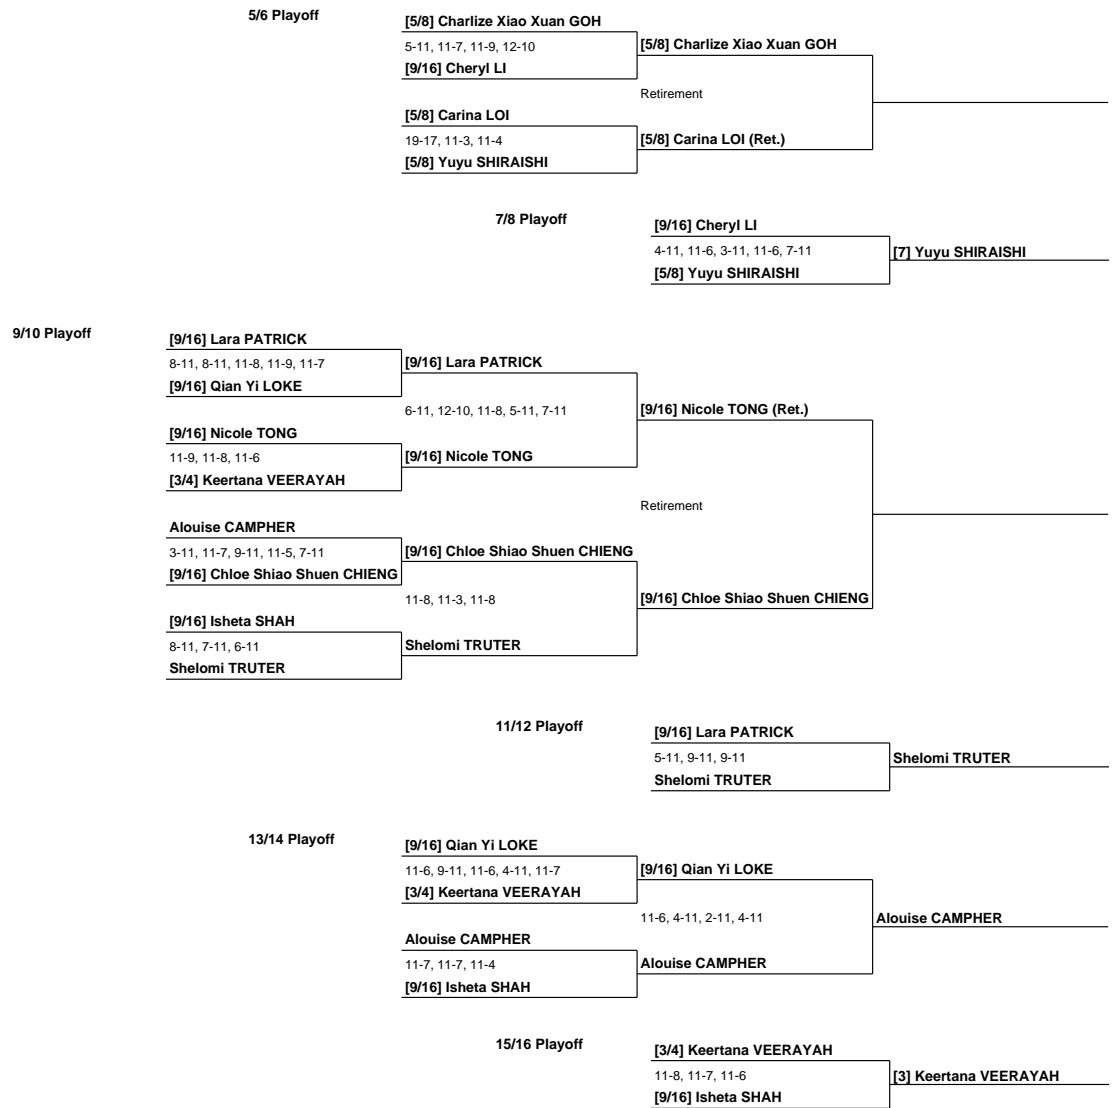 5/6 Playoff
[5/8] Charlize Xiao Xuan GOH
5-11, 11-7, 11-9, 12-10
[9/16] Cheryl LI
[5/8] Charlize Xiao Xuan GOH
Retirement
[5/8] Carina LOI
19-17, 11-3, 11-4
[5/8] Yuyu SHIRAISHI
[5/8] Carina LOI (Ret.)
7/8 Playoff
[9/16] Cheryl LI
4-11, 11-6, 3-11, 11-6, 7-11
[5/8] Yuyu SHIRAISHI
[7] Yuyu SHIRAISHI
9/10 Playoff
[9/16] Lara PATRICK
8-11, 8-11, 11-8, 11-9, 11-7
[9/16] Qian Yi LOKE
[9/16] Lara PATRICK
6-11, 12-10, 11-8, 5-11, 7-11
[9/16] Nicole TONG (Ret.)
[9/16] Nicole TONG
11-9, 11-8, 11-6
[3/4] Keertana VEERAYAH
[9/16] Nicole TONG
Retirement
Alouise CAMPHER
3-11, 11-7, 9-11, 11-5, 7-11
[9/16] Chloe Shiao Shuen CHIENG
[9/16] Chloe Shiao Shuen CHIENG
11-8, 11-3, 11-8
[9/16] Chloe Shiao Shuen CHIENG
[9/16] Isheta SHAH
8-11, 7-11, 6-11
Shelomi TRUTER
Shelomi TRUTER
11/12 Playoff
[9/16] Lara PATRICK
5-11, 9-11, 9-11
Shelomi TRUTER
Shelomi TRUTER
13/14 Playoff
[9/16] Qian Yi LOKE
11-6, 9-11, 11-6, 4-11, 11-7
[3/4] Keertana VEERAYAH
[9/16] Qian Yi LOKE
11-6, 4-11, 2-11, 4-11
Alouise CAMPHER
Alouise CAMPHER
11-7, 11-7, 11-4
[9/16] Isheta SHAH
Alouise CAMPHER
15/16 Playoff
[3/4] Keertana VEERAYAH
11-8, 11-7, 11-6
[9/16] Isheta SHAH
[3] Keertana VEERAYAH